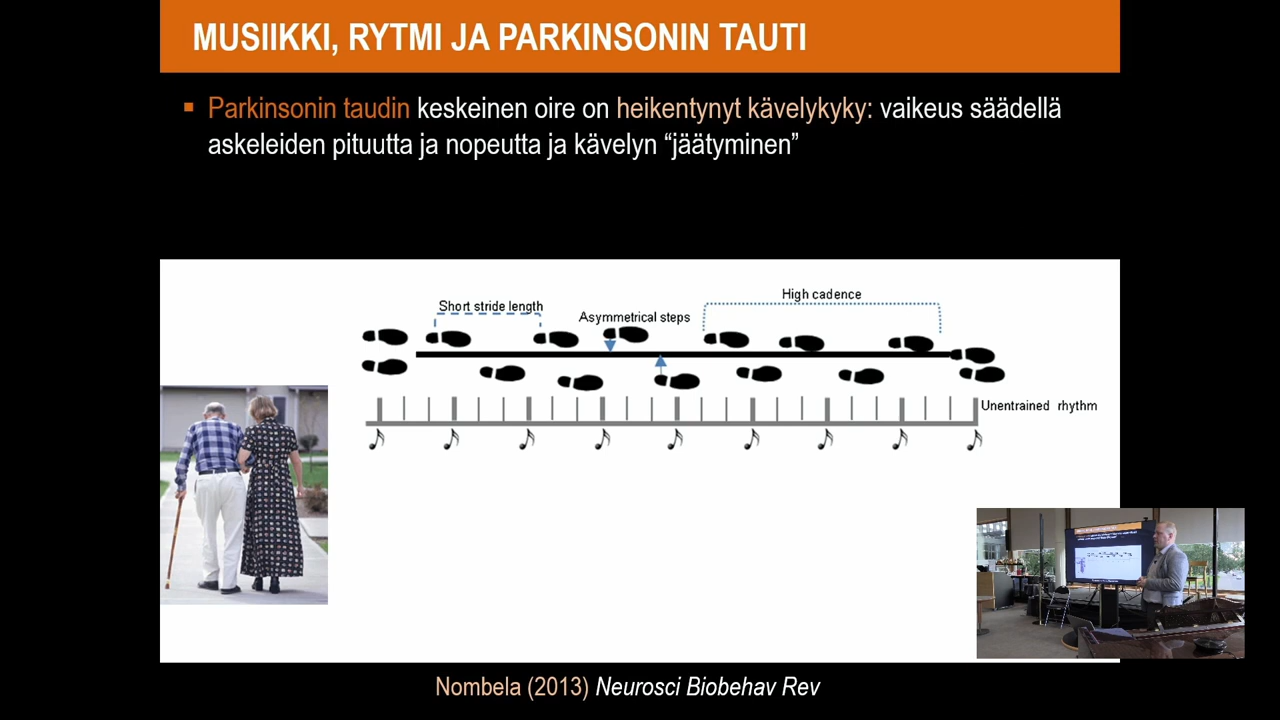 MUSIIKKI, RYTMI JA PARKINSONIN TAUTI
Parkinsonin taudin keskeinen oire on heikentynyt kävelykyky: vaikeus säädellä
askeleiden pituutta ja nopeutta ja kävelyn “jäätyminen”
High cadence
Short stride length
Asymmetrical steps
Unentrained rhythm
Nombela (2013) Neurosci Biobehav Rev